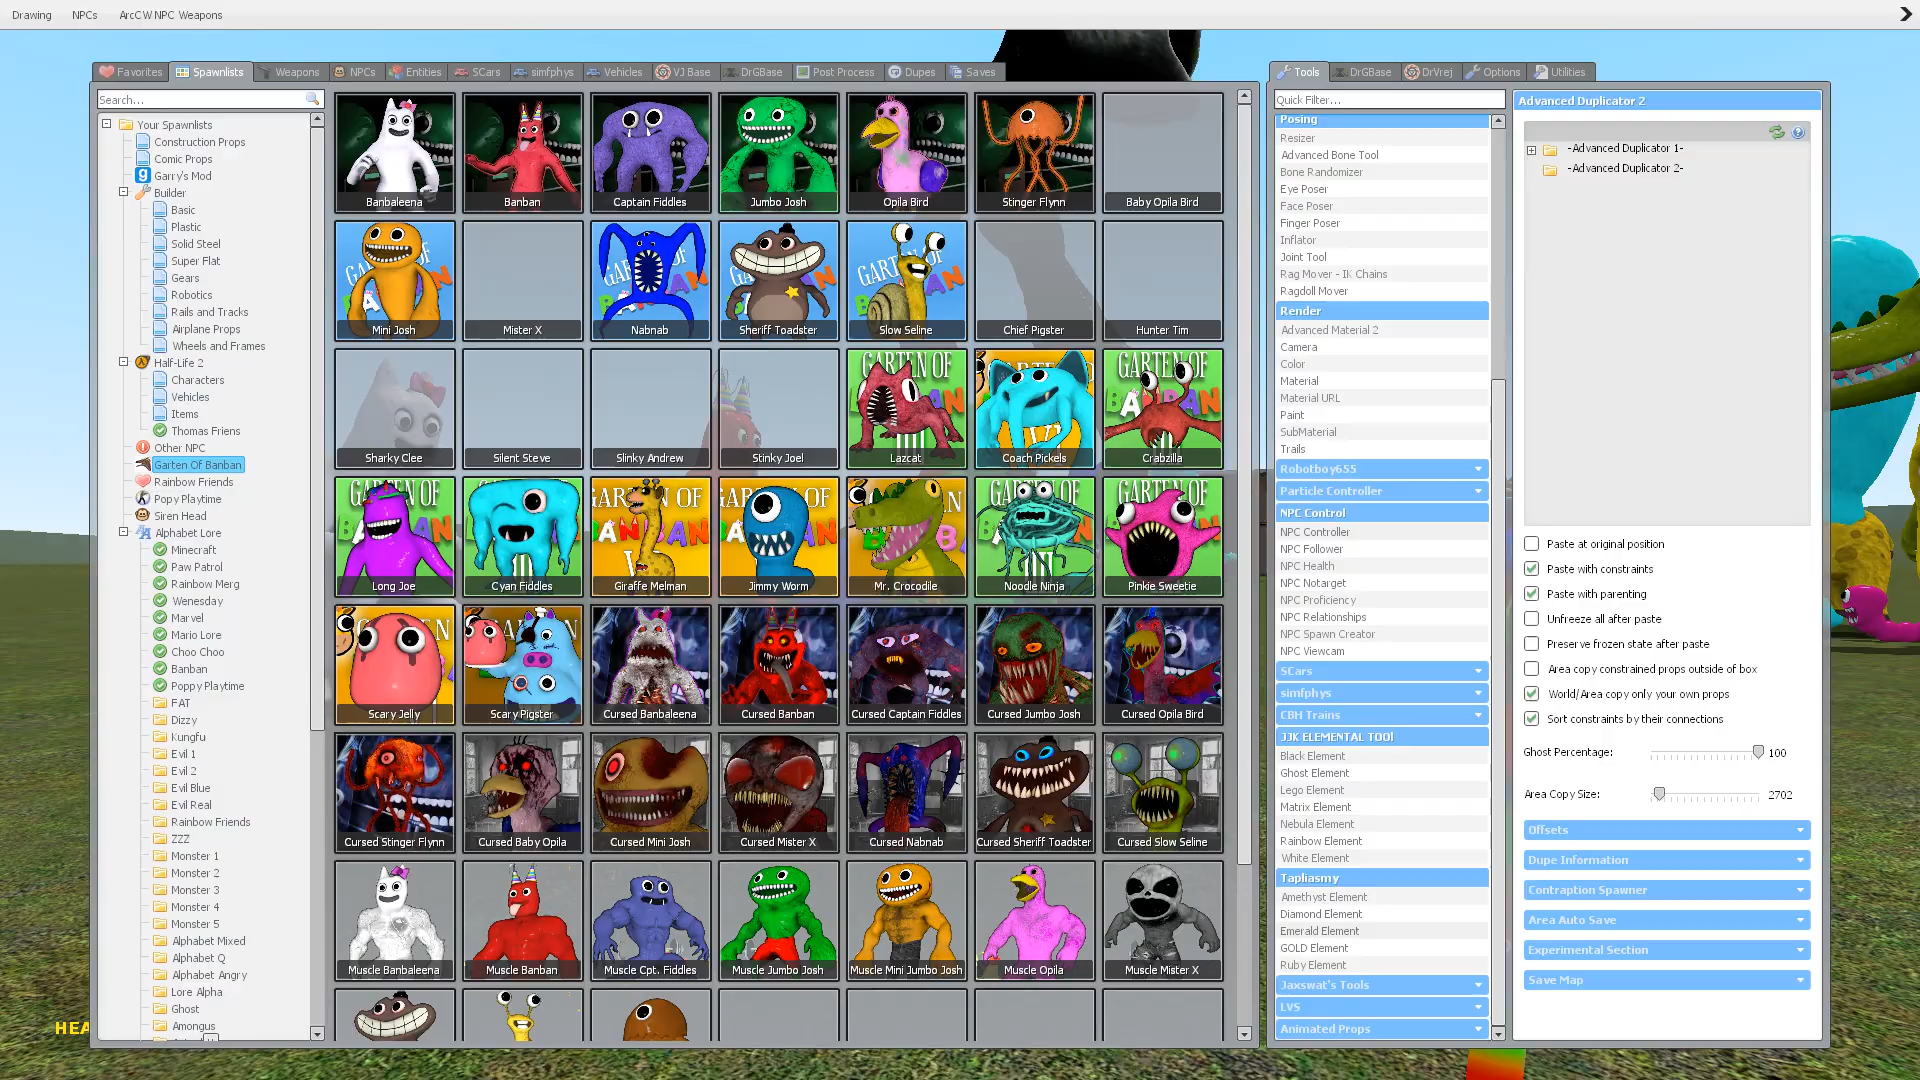 Drawing NPCs ArcCW NPC Weapons
Favorites Spawnlists Weapons NPCs Entities SCars simfphys Vehicles VJ Base DrGBase Post Process Dupes Saves
Search...
Your Spawnlists
Construction Props
Comic Props
Garry's Mod
Builder
Basic
Plastic
Solid Steel
Super Flat
Gears
Robotics
Rails and Tracks
Airplane Props
Wheels and Frames
Half-Life 2
Characters
Vehicles
Items
Thomas Friens
Other NPC
Garten Of Banban
Rainbow Friends
Popy Playtime
Siren Head
Alphabet Lore
Minecraft
Paw Patrol
Rainbow Merg
Wenesday
Marvel
Mario Lore
Choo Choo
Banban
Poppy Playtime
FAT
Dizzy
Kungfu
Evil 1
Evil 2
Evil Blue
Evil Real
Rainbow Friends
ZZZ
Monster 1
Monster 2
Monster 3
Monster 4
Monster 5
Alphabet Mixed
Alphabet Q
Alphabet Angry
Lore Alpha
Ghost
Amongus
Banbaleena Banban Captain Fiddles Jumbo Josh Opila Bird Stinger Flynn Baby Opila Bird
Mini Josh Mister X Nabnab Sheriff Toadster Slow Seline Chief Pigster Hunter Tim
Sharky Clee Silent Steve Slinky Andrew Stinky Joel Lazcat Coach Pickels Crabzilla
Long Joe Cyan Fiddles Giraffe Melman Jimmy Worm Mr. Crocodile Noodle Ninja Pinkie Sweetie
Scary Jelly Scary Pigster Cursed Banbaleena Cursed Banban Cursed Captain Fiddles Cursed Jumbo Josh Cursed Opila Bird
Cursed Stinger Flynn Cursed Baby Opila Cursed Mini Josh Cursed Mister X Cursed Nabnab Cursed Sheriff Toadster Cursed Slow Seline
Muscle Banbaleena Muscle Banban Muscle Cpt. Fiddles Muscle Jumbo Josh Muscle Mini Jumbo Josh Muscle Opila Muscle Mister X
HEA
Tools DrGBase DrVrej Options Utilities
Quick Filter...
Posing
Resizer
Advanced Bone Tool
Bone Randomizer
Eye Poser
Face Poser
Finger Poser
Inflator
Joint Tool
Rag Mover - IK Chains
Ragdoll Mover
Render
Advanced Material 2
Camera
Color
Material
Material URL
Paint
SubMaterial
Trails
Robotboy655
Particle Controller
NPC Control
NPC Controller
NPC Follower
NPC Health
NPC Notarget
NPC Proficiency
NPC Relationships
NPC Spawn Creator
NPC Viewcam
SCars
simfphys
CBH Trains
JJK ELEMENTAL TOOl
Black Element
Ghost Element
Lego Element
Matrix Element
Nebula Element
Rainbow Element
White Element
Tapliasmy
Amethyst Element
Diamond Element
Emerald Element
GOLD Element
Ruby Element
Jaxswat's Tools
LVS
Animated Props
Advanced Duplicator 2
-Advanced Duplicator 1-
-Advanced Duplicator 2-
Paste at original position
Paste with constraints
Paste with parenting
Unfreeze all after paste
Preserve frozen state after paste
Area copy constrained props outside of box
World/Area copy only your own props
Sort constraints by their connections
Ghost Percentage: 100
Area Copy Size: 2702
Offsets
Dupe Information
Contraption Spawner
Area Auto Save
Experimental Section
Save Map